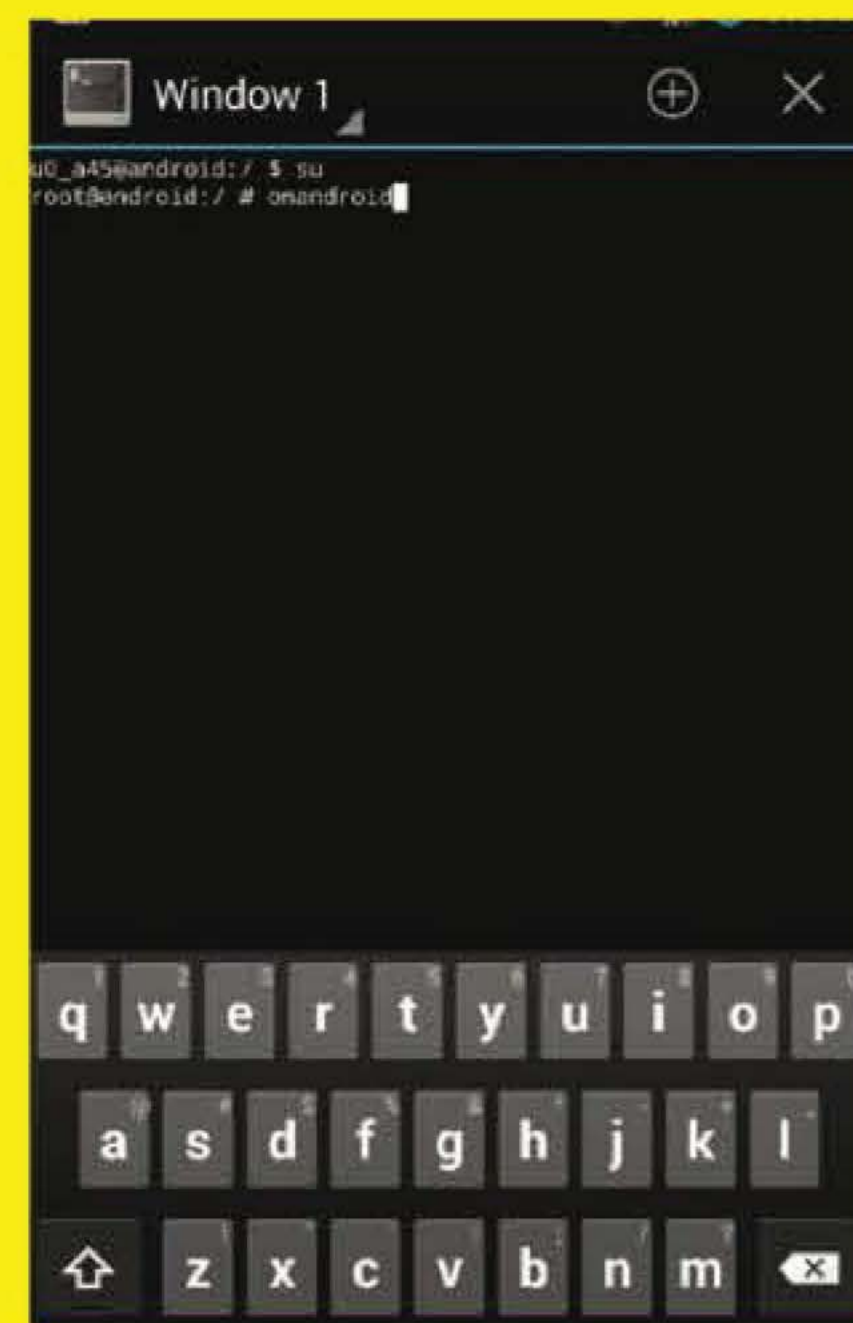 Window 1
u0_a45@android:/ $ su
root@android:/ # omandroid
q w e r t y u i o p
a s d f g h j k l
z x c v b n m